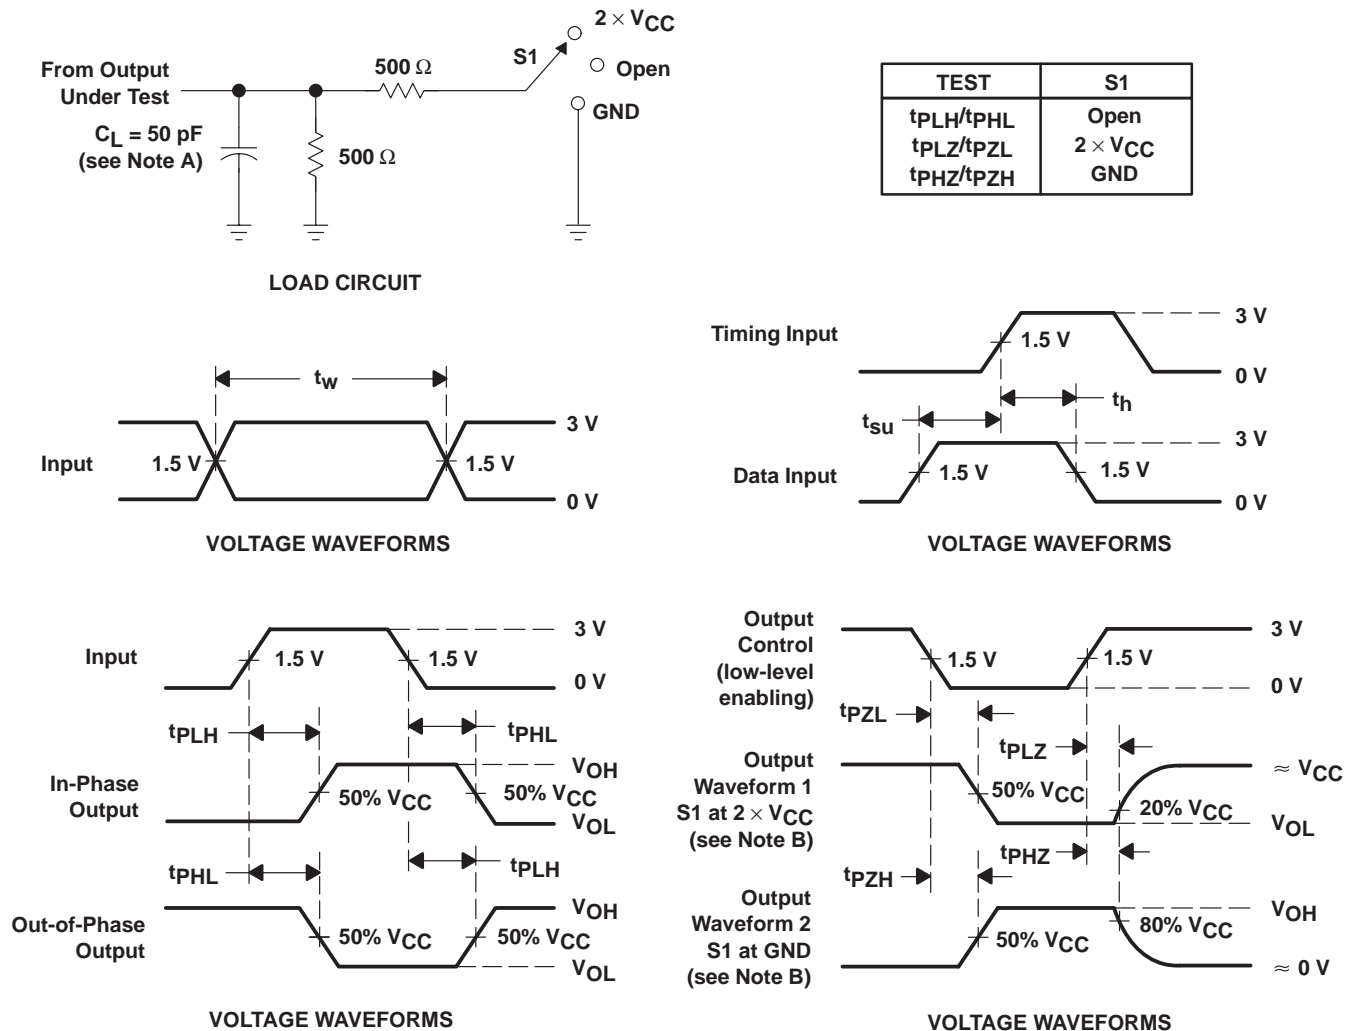 2 × VCC
S1
Open
GND
From Output
Under Test
500 Ω
CL = 50 pF
(see Note A)
500 Ω
LOAD CIRCUIT
TEST S1
tPLH/tPHL Open
tPLZ/tPZL 2 × VCC
tPHZ/tPZH GND
tw
Input
1.5 V
1.5 V
3 V
0 V
VOLTAGE WAVEFORMS
Timing Input
1.5 V
3 V
0 V
tsu
th
Data Input
1.5 V
1.5 V
3 V
0 V
VOLTAGE WAVEFORMS
Input
1.5 V
1.5 V
3 V
0 V
tPLH
tPHL
In-Phase
Output
50% VCC
50% VCC
VOH
VOL
tPHL
tPLH
Out-of-Phase
Output
50% VCC
50% VCC
VOH
VOL
VOLTAGE WAVEFORMS
Output
Control
(low-level
enabling)
1.5 V
1.5 V
3 V
0 V
tPZL
tPLZ
Output
Waveform 1
S1 at 2 × VCC
(see Note B)
50% VCC
20% VCC
≈ VCC
VOL
tPZH
tPHZ
Output
Waveform 2
S1 at GND
(see Note B)
50% VCC
80% VCC
VOH
≈ 0 V
VOLTAGE WAVEFORMS